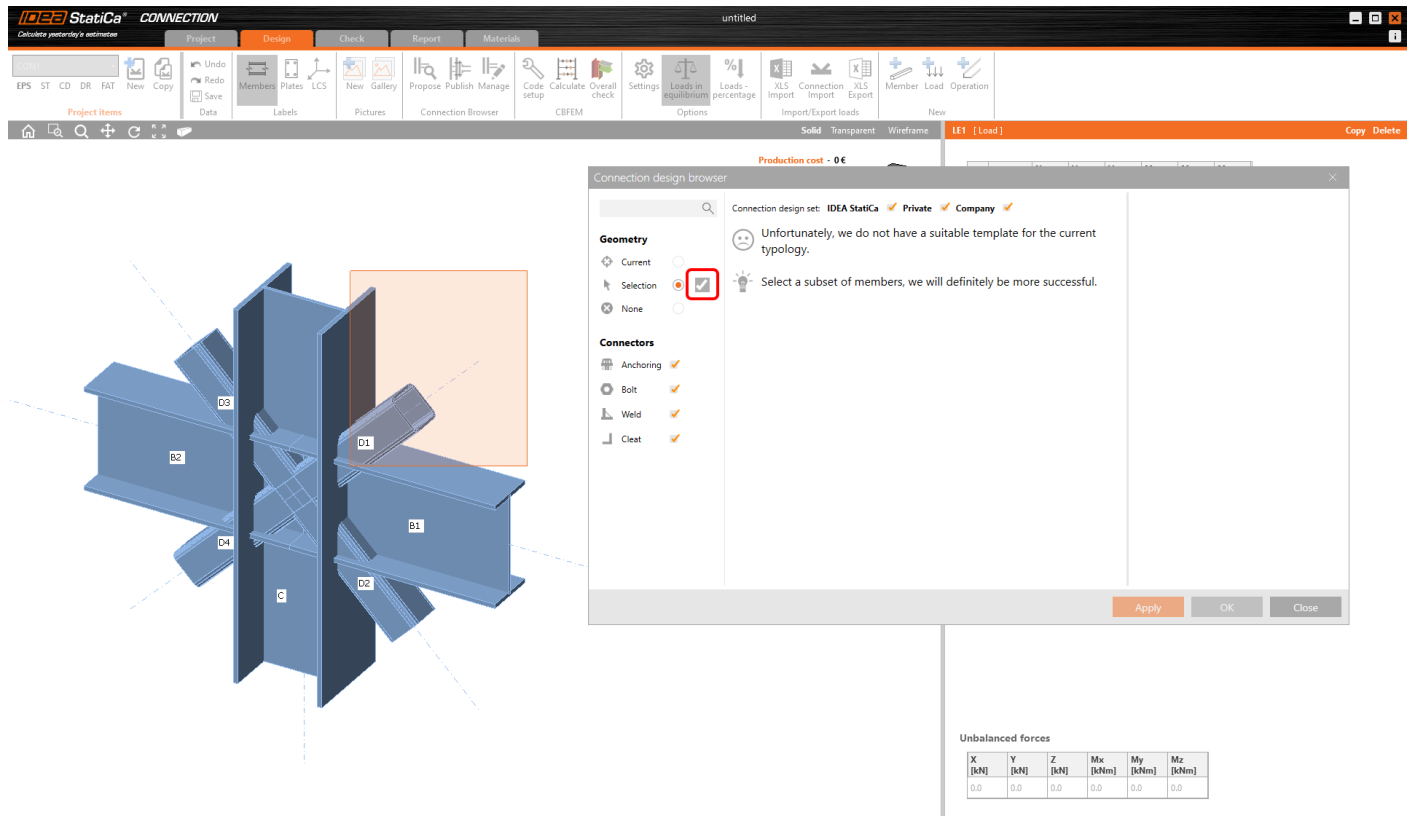 IDEA StatiCa® CONNECTION
untitled
Calculate yesterday's estimates
Project Design Check Report Materials
CON1
EPS ST CD DR FAT New Copy
Project items
Undo
Redo
Save
Data
Members Plates LCS
Labels
New Gallery
Pictures
Propose Publish Manage
Connection Browser
Code setup Calculate Overall check
CBFEM
Settings Loads in equilibrium Loads - percentage
Options
XLS Import Connection Import XLS Export
Import/Export loads
Member Load Operation
New
Solid Transparent Wireframe
LE1 [Load]
Copy Delete
Production cost - 0 €
Connection design browser
Connection design set: IDEA StatiCa Private Company
Unfortunately, we do not have a suitable template for the current
typology.
Select a subset of members, we will definitely be more successful.
Geometry
Current
Selection
None
Connectors
Anchoring
Bolt
Weld
Cleat
Apply OK Close
D3
D1
B2
B1
D4
D2
C
Unbalanced forces
X [kN] Y [kN] Z [kN] Mx [kNm] My [kNm] Mz [kNm]
0.0 0.0 0.0 0.0 0.0 0.0